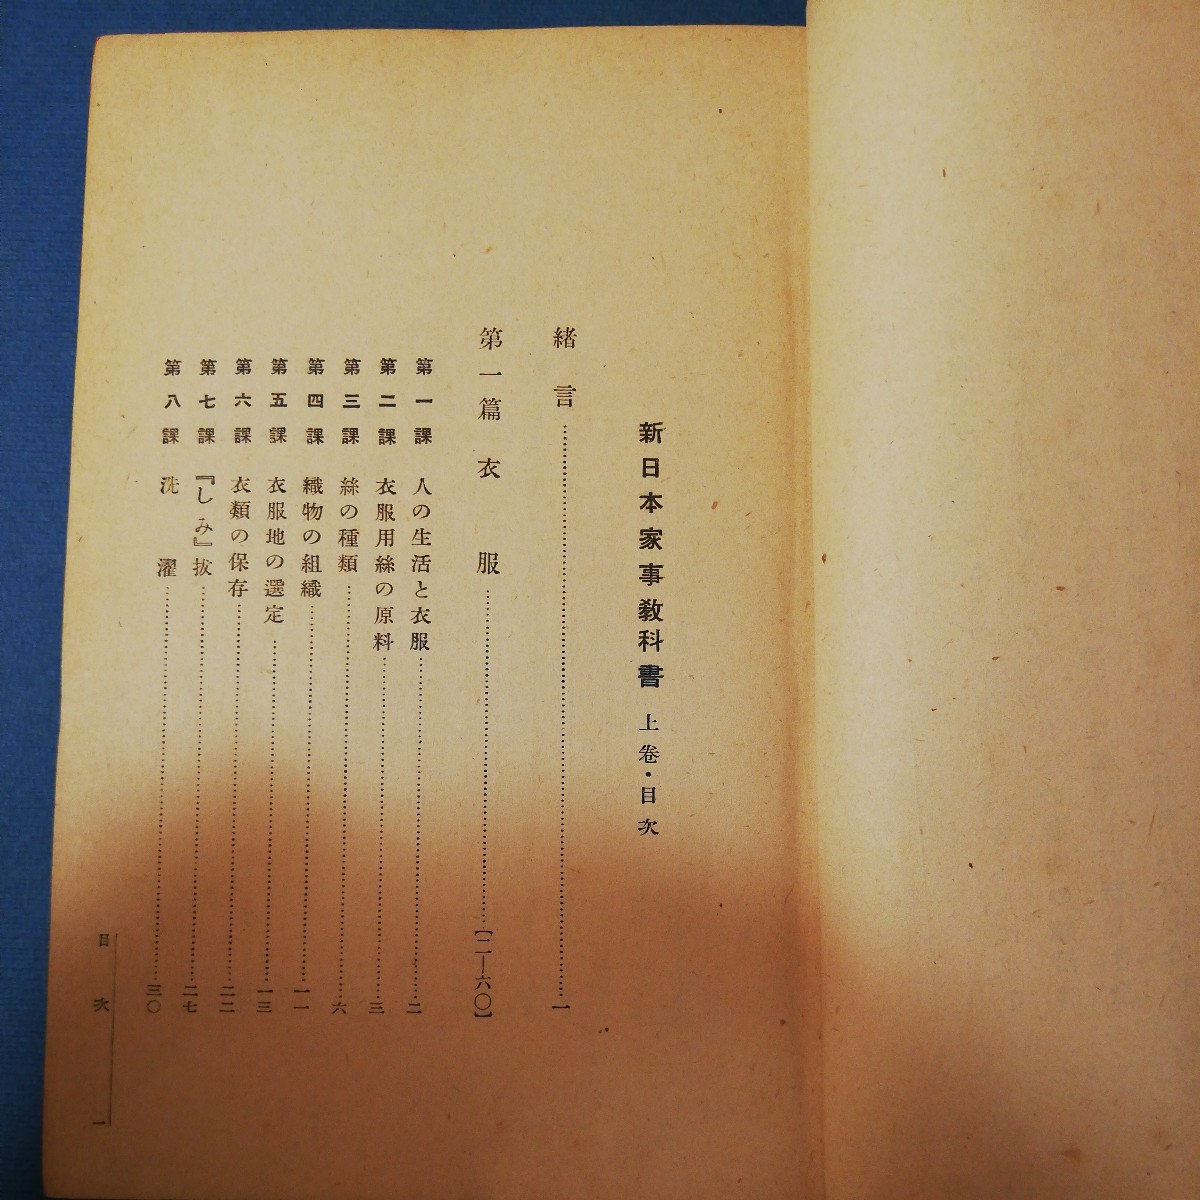 新日本家事教科書 上卷・目次
緒言……一
第一篇 衣服……【二―六〇】
第一課 人の生活と衣服……二
第二課 衣服用絲の原料……三
第三課 絲の種類……六
第四課 織物の組織……一一
第五課 衣服地の選定……一三
第六課 衣類の保存……二二
第七課 『しみ』拔……二七
第八課 洗濯……三〇
目次 一